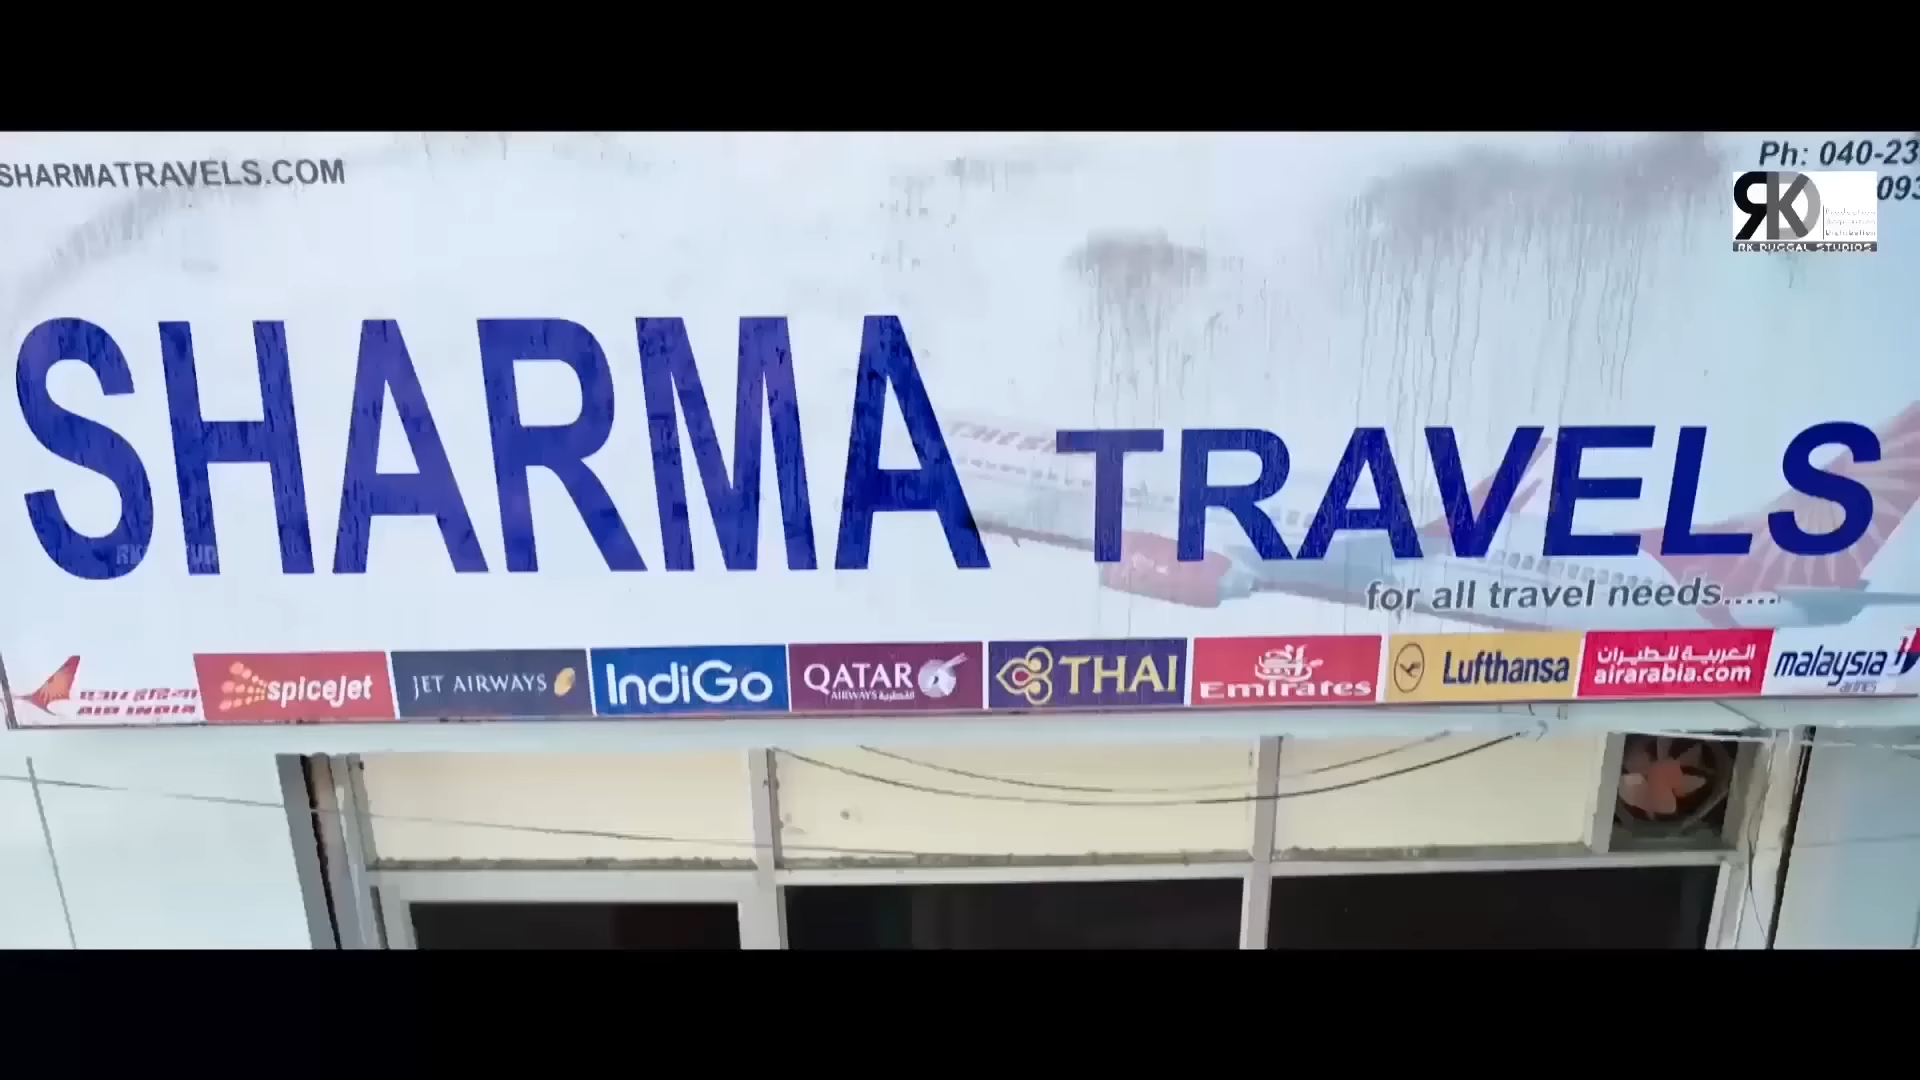 SHARMATRAVELS.COM
Ph: 040-23
093
RK DUGGAL STUDIOS
SHARMA TRAVELS
for all travel needs.....
AIR INDIA
spicejet
JET AIRWAYS
IndiGo
QATAR
AIRWAYS القطرية
THAI
Emirates
Lufthansa
العربية للطيران
airarabia.com
malaysia
airlines